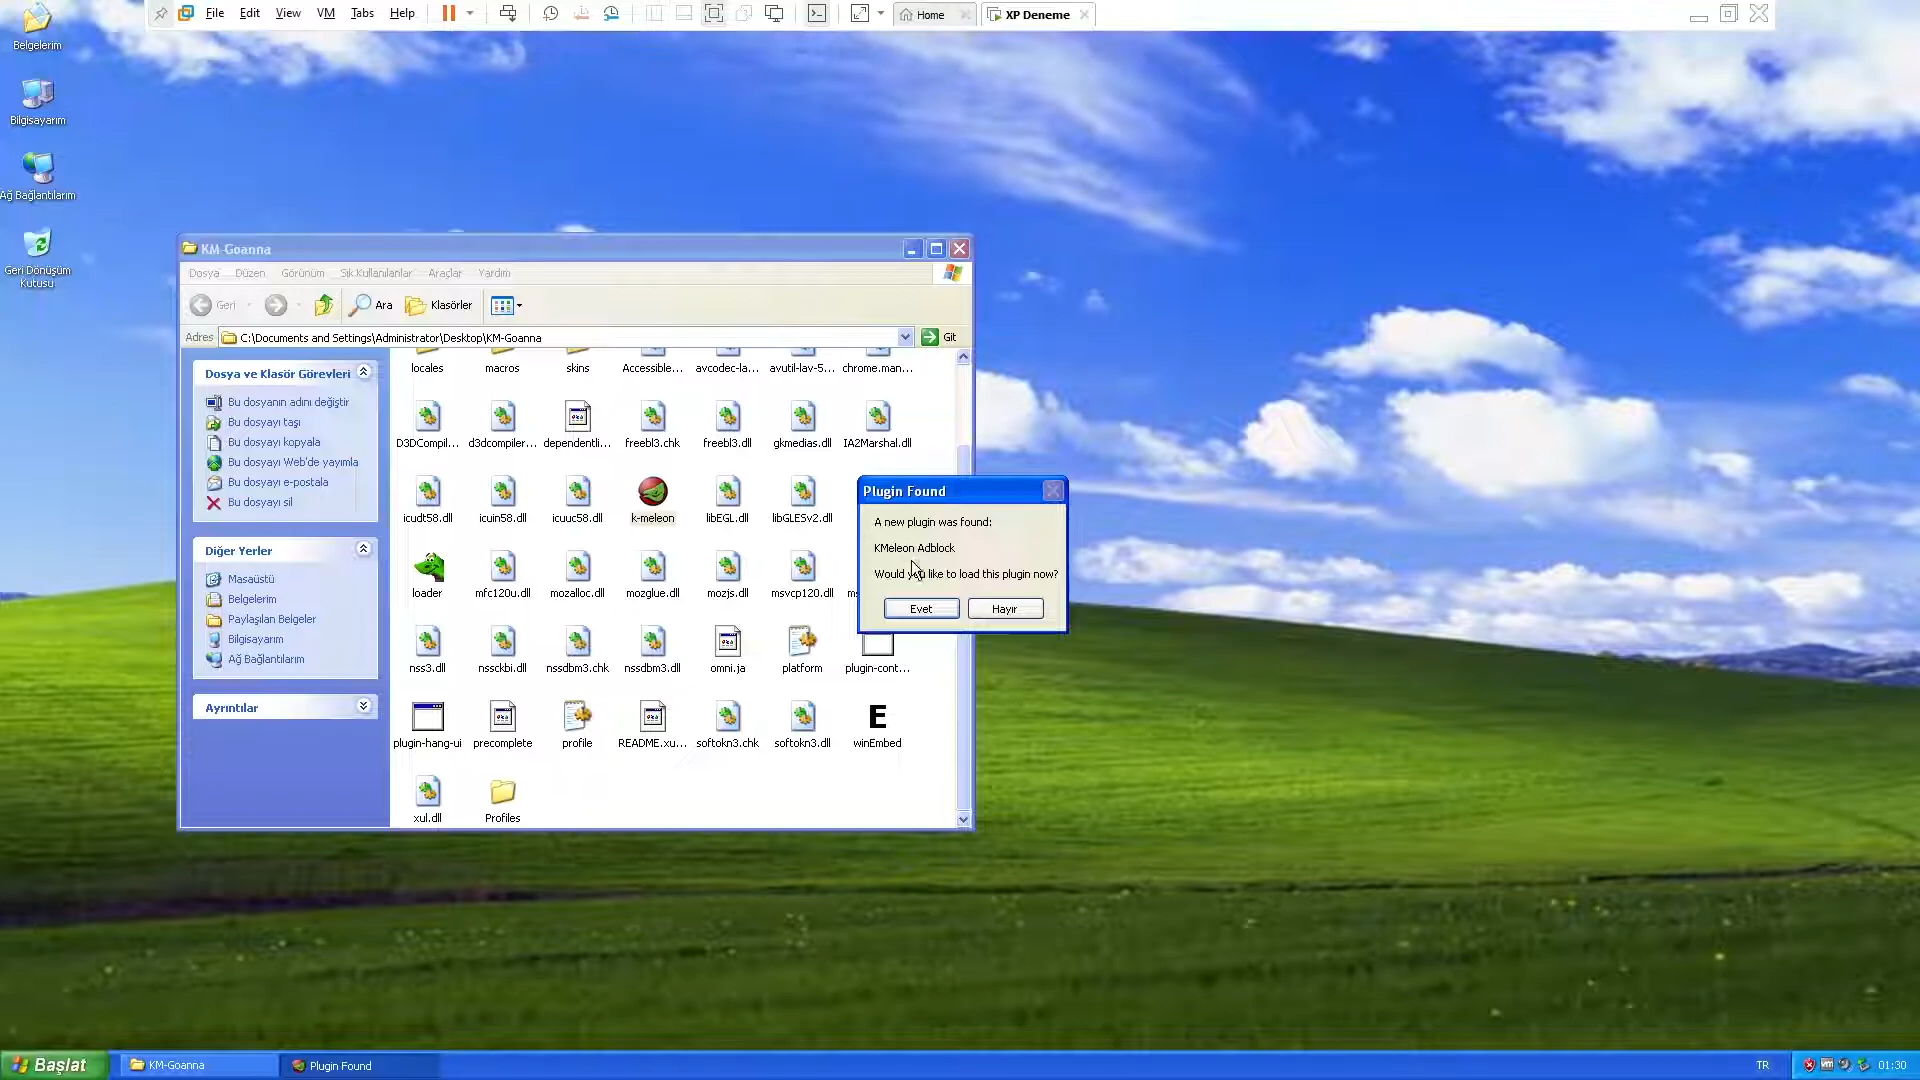 File Edit View VM Tabs Help
Home
XP Deneme
Belgelerim
Bilgisayarım
Ağ Bağlantılarım
Geri Dönüşüm
Kutusu
KM-Goanna
Dosya Düzen Görünüm Sık Kullanılanlar Araçlar Yardım
Geri
Ara
Klasörler
Adres
C:\Documents and Settings\Administrator\Desktop\KM-Goanna
Git
Dosya ve Klasör Görevleri
Bu dosyanın adını değiştir
Bu dosyayı taşı
Bu dosyayı kopyala
Bu dosyayı Web'de yayımla
Bu dosyayı e-postala
Bu dosyayı sil
Diğer Yerler
Masaüstü
Belgelerim
Paylaşılan Belgeler
Bilgisayarım
Ağ Bağlantılarım
Ayrıntılar
locales macros skins Accessible... avcodec-la... avutil-lav-5... chrome.man...
D3DCompil... d3dcompiler... dependentli... freebl3.chk freebl3.dll gkmedias.dll IA2Marshal.dll
icudt58.dll icuin58.dll icuuc58.dll k-meleon libEGL.dll libGLESv2.dll
loader mfc120u.dll mozalloc.dll mozglue.dll mozjs.dll msvcp120.dll
nss3.dll nssckbi.dll nssdbm3.chk nssdbm3.dll omni.ja platform plugin-cont...
plugin-hang-ui precomplete profile README.xu... softokn3.chk softokn3.dll winEmbed
xul.dll Profiles
Plugin Found
A new plugin was found:
KMeleon Adblock
Would you like to load this plugin now?
Evet Hayır
Başlat
KM-Goanna
Plugin Found
TR
01:30